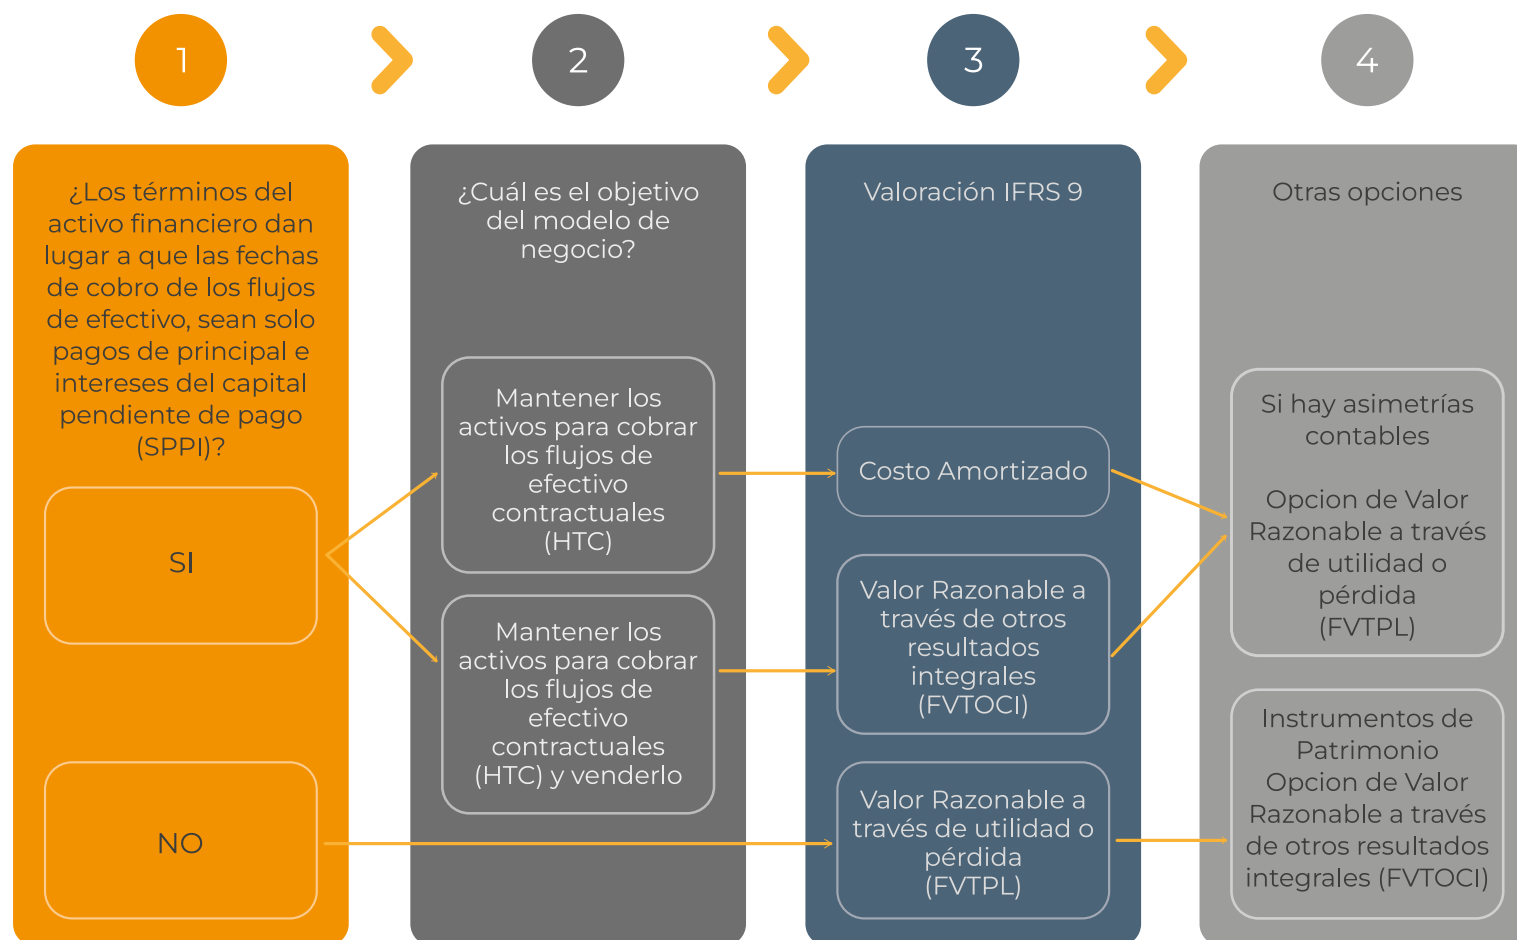 1
2
3
4
¿Los términos del
activo financiero dan
lugar a que las fechas
de cobro de los flujos
de efectivo, sean solo
pagos de principal e
intereses del capital
pendiente de pago
(SPPI)?
SI
NO
¿Cuál es el objetivo
del modelo de
negocio?
Mantener los
activos para cobrar
los flujos de
efectivo
contractuales
(HTC)
Mantener los
activos para cobrar
los flujos de
efectivo
contractuales
(HTC) y venderlo
Valoración IFRS 9
Costo Amortizado
Valor Razonable a
través de otros
resultados
integrales
(FVTOCI)
Valor Razonable a
través de utilidad o
pérdida
(FVTPL)
Otras opciones
Si hay asimetrías
contables
Opcion de Valor
Razonable a través
de utilidad o
pérdida
(FVTPL)
Instrumentos de
Patrimonio
Opcion de Valor
Razonable a través
de otros resultados
integrales (FVTOCI)